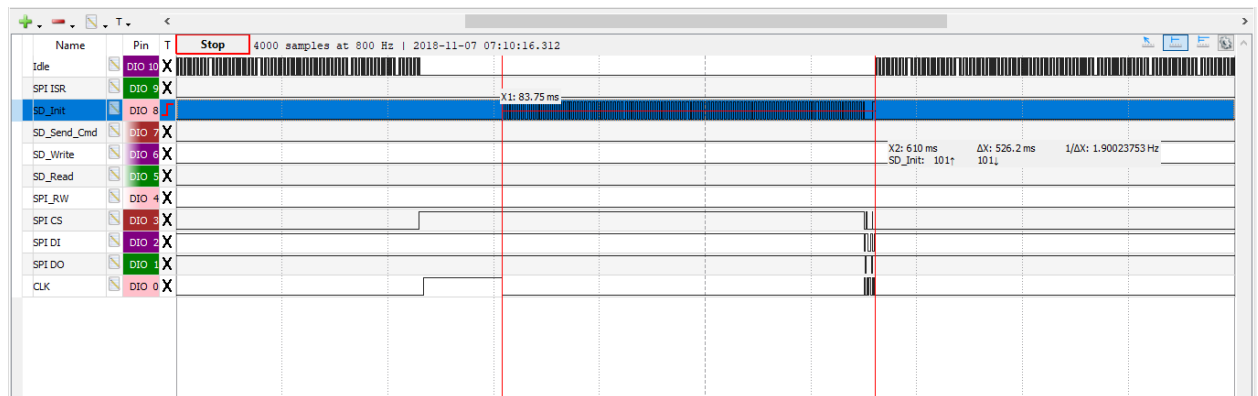 T
Name Pin T Stop 4000 samples at 800 Hz | 2018-11-07 07:10:16.312
Idle DIO 10 X
SPI ISR DIO 9 X
X1: 83.75 ms
SD_Init DIO 8
SD_Send_Cmd DIO 7 X
SD_Write DIO 6 X
X2: 610 ms ΔX: 526.2 ms 1/ΔX: 1.90023753 Hz
SD_Init: 101↑ 101↓
SD_Read DIO 5 X
SPI_RW DIO 4 X
SPI CS DIO 3 X
SPI DI DIO 2 X
SPI DO DIO 1 X
CLK DIO 0 X